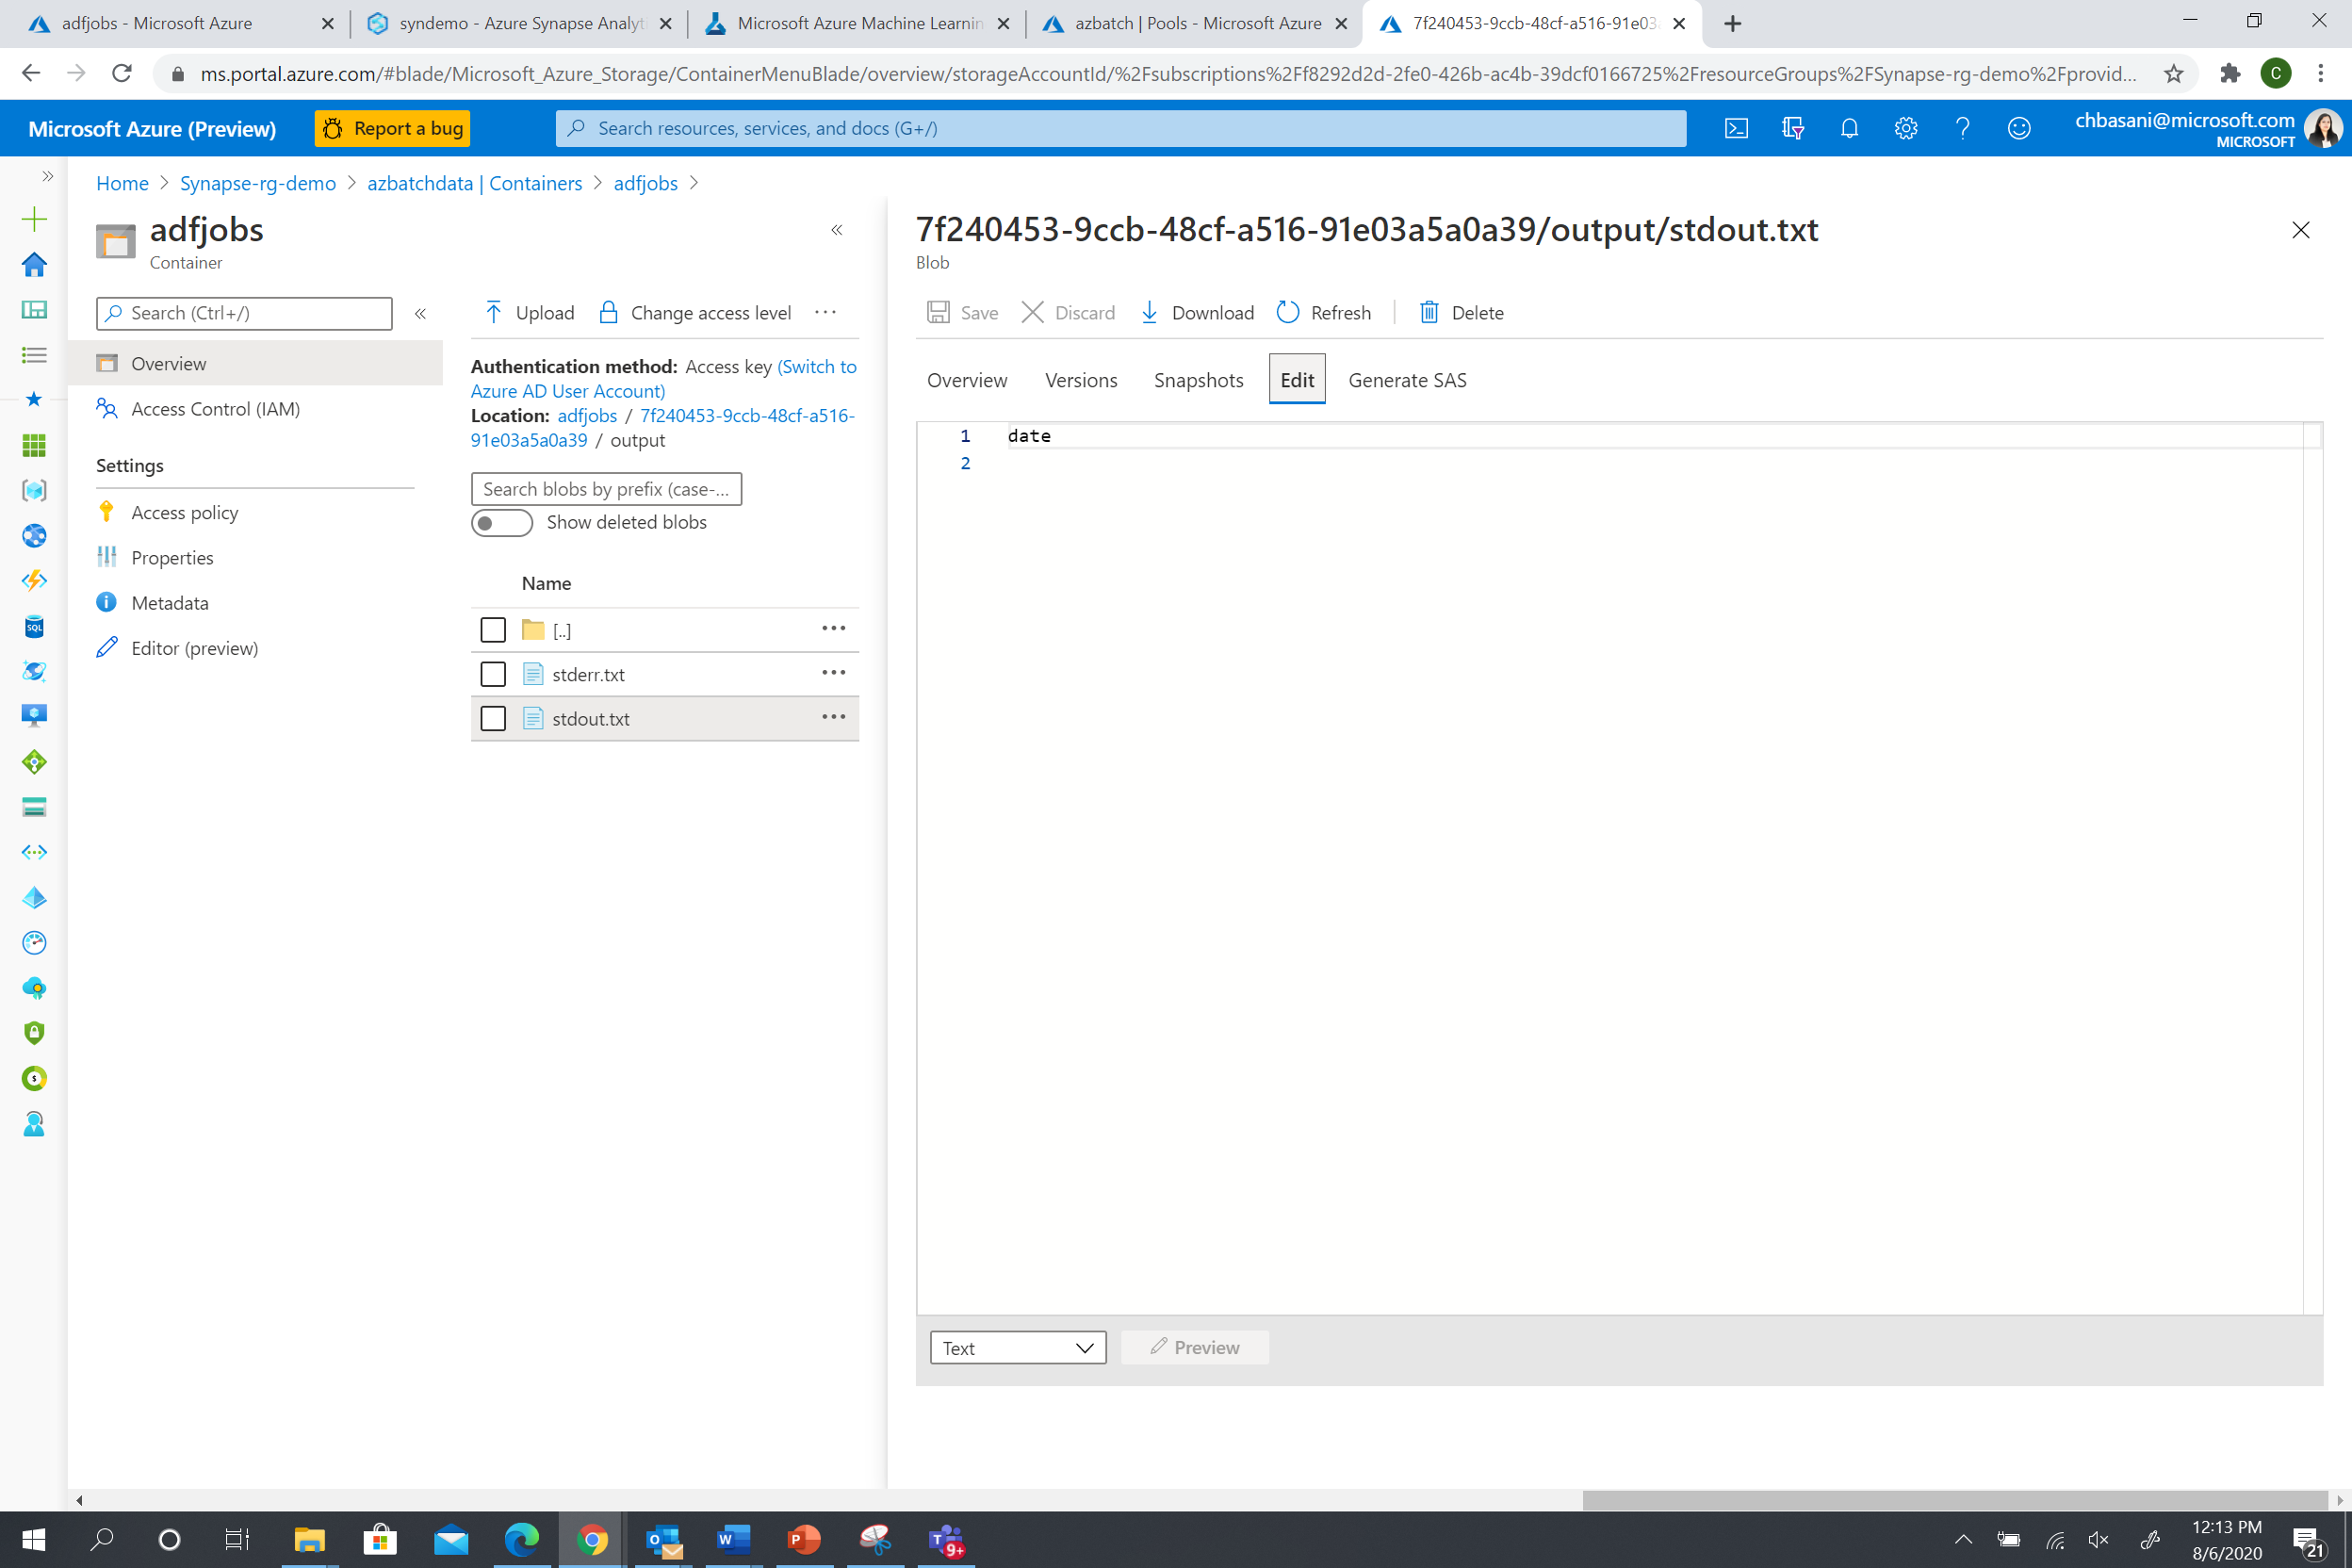 adfjobs - Microsoft Azure
syndemo - Azure Synapse Analyt
Microsoft Azure Machine Learnin
azbatch | Pools - Microsoft Azure
7f240453-9ccb-48cf-a516-91e03
ms.portal.azure.com/#blade/Microsoft_Azure_Storage/ContainerMenuBlade/overview/storageAccountId/%2Fsubscriptions%2Ff8292d2d-2fe0-426b-ac4b-39dcf0166725%2FresourceGroups%2FSynapse-rg-demo%2Fprovid...
C
Microsoft Azure (Preview)
Report a bug
Search resources, services, and docs (G+/)
chbasani@microsoft.com
MICROSOFT
Home > Synapse-rg-demo > azbatchdata | Containers > adfjobs >
adfjobs
Container
Search (Ctrl+/)
Overview
Access Control (IAM)
Settings
Access policy
Properties
Metadata
Editor (preview)
Upload
Change access level
Authentication method: Access key (Switch to
Azure AD User Account)
Location: adfjobs / 7f240453-9ccb-48cf-a516-
91e03a5a0a39 / output
Search blobs by prefix (case-...
Show deleted blobs
Name
[..]
stderr.txt
stdout.txt
7f240453-9ccb-48cf-a516-91e03a5a0a39/output/stdout.txt
Blob
Save
Discard
Download
Refresh
Delete
Overview
Versions
Snapshots
Edit
Generate SAS
1 date
2
Text
Preview
SQL
9+
12:13 PM
8/6/2020
21